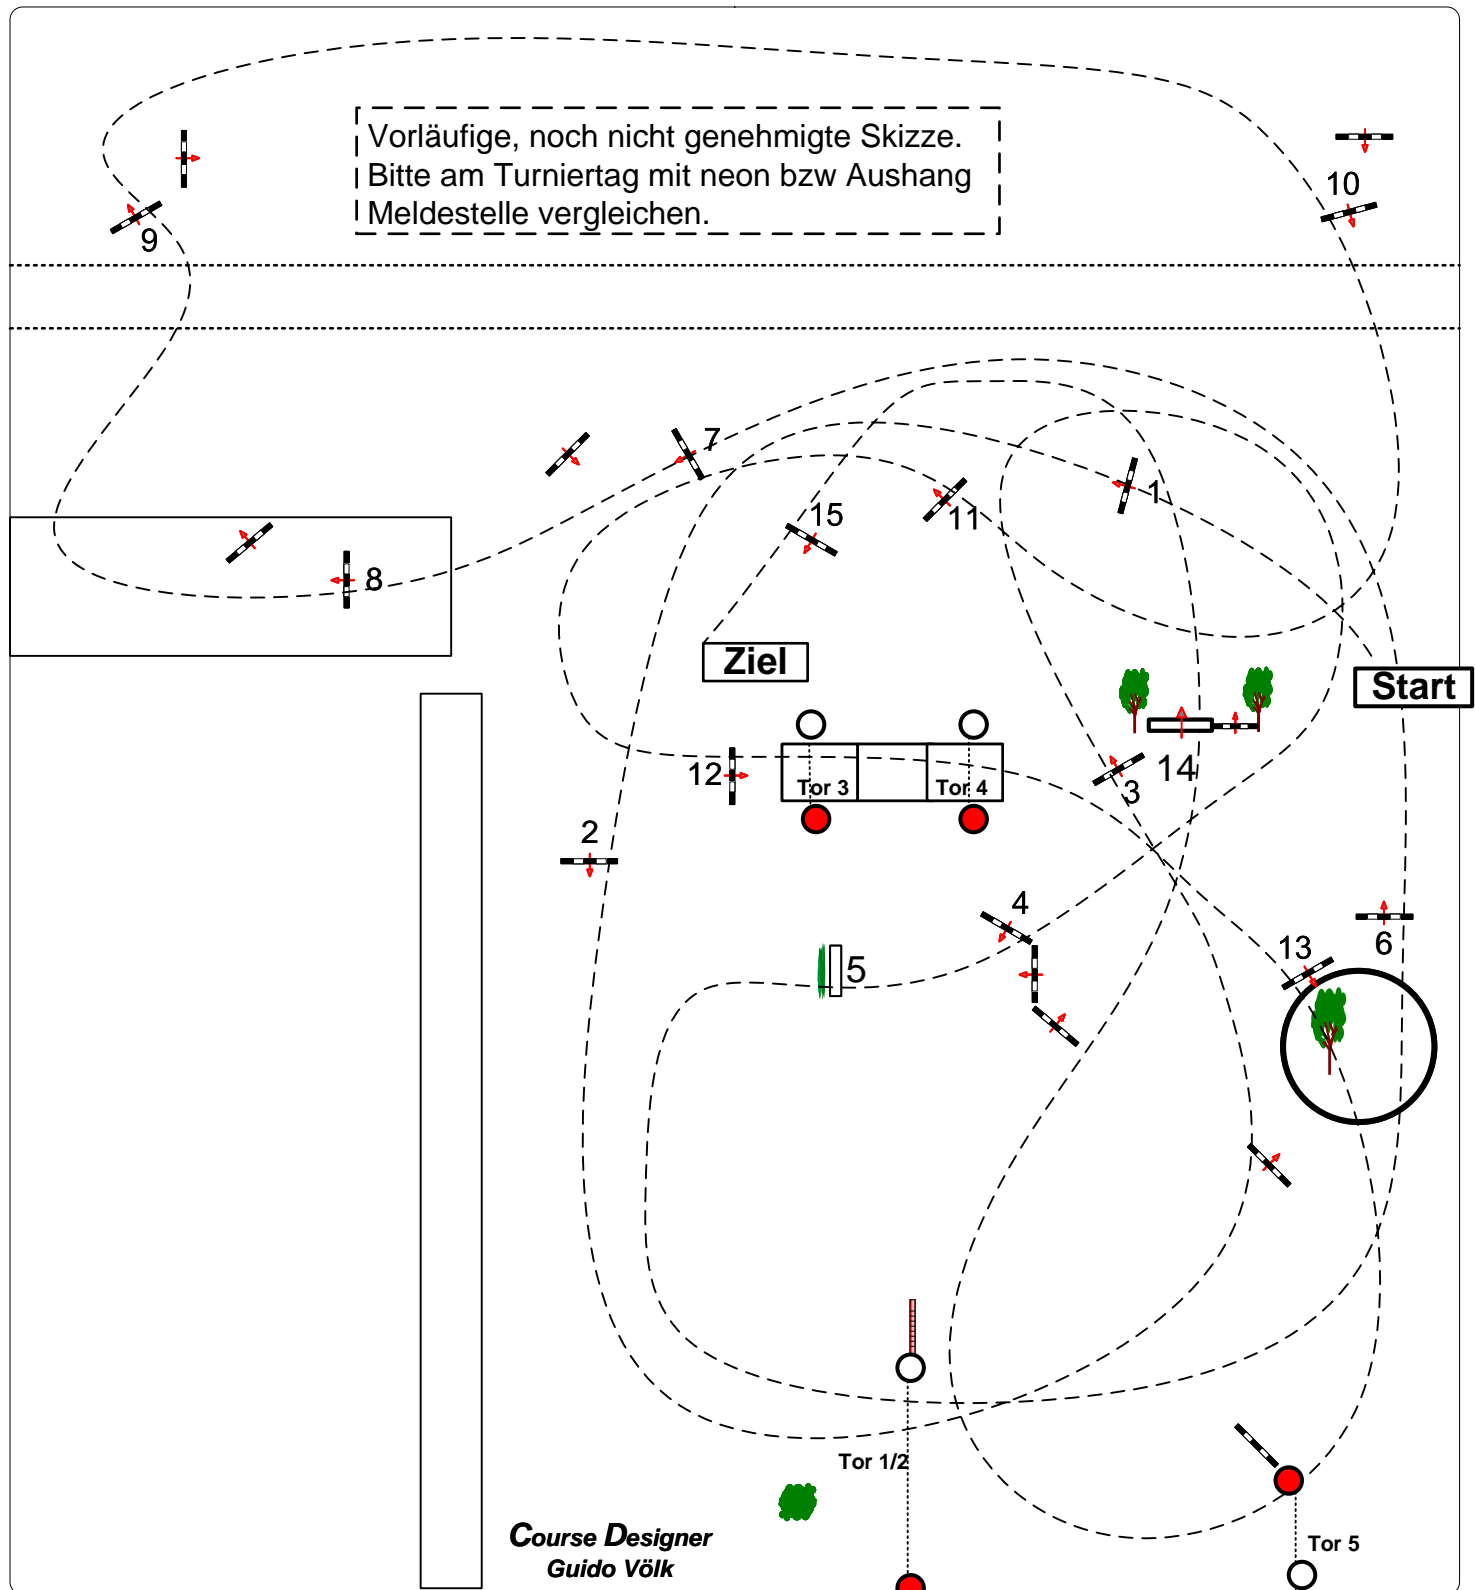 Vorläufige, noch nicht genehmigte Skizze.
Bitte am Turniertag mit neon bzw Aushang
Meldestelle vergleichen.
10
9
7
1
15
11
8
Ziel
Start
14
12
Tor 3
Tor 4
3
2
4
6
13
5
Tor 1/2
Course Designer
Guido Völk
Tor 5